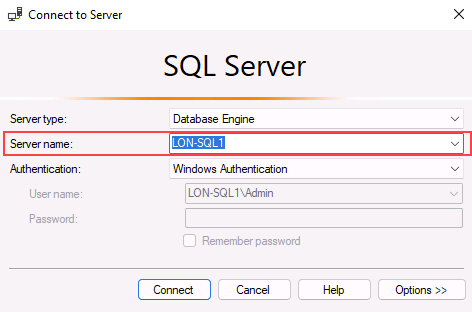 Connect to Server
SQL Server
Server type: Database Engine
Server name: LON-SQL1
Authentication: Windows Authentication
User name: LON-SQL1\Admin
Password:
Remember password
Connect Cancel Help Options >>